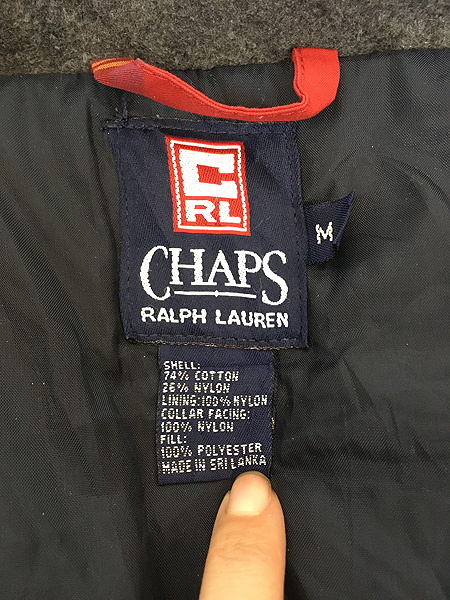 C
RL
CHAPS
RALPH LAUREN
M
SHELL:
74% COTTON
26% NYLON
LINING:100% NYLON
COLLAR FACING:
100% NYLON
FILL:
100% POLYESTER
MADE IN SRI LANKA